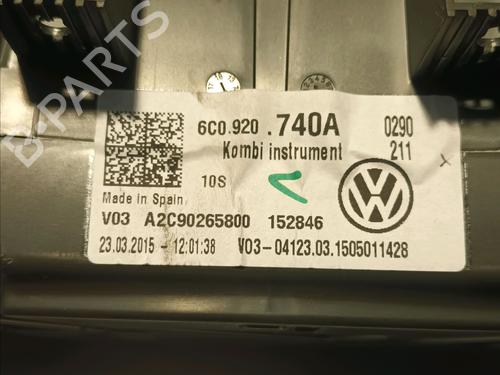 B-PARTS
6C0.920 .740A 0290
Kombi instrument 211
10S
Made in Spain
V03 A2C90265800 152846
23.03.2015 - 12:01:38 V03-04123.03.1505011428